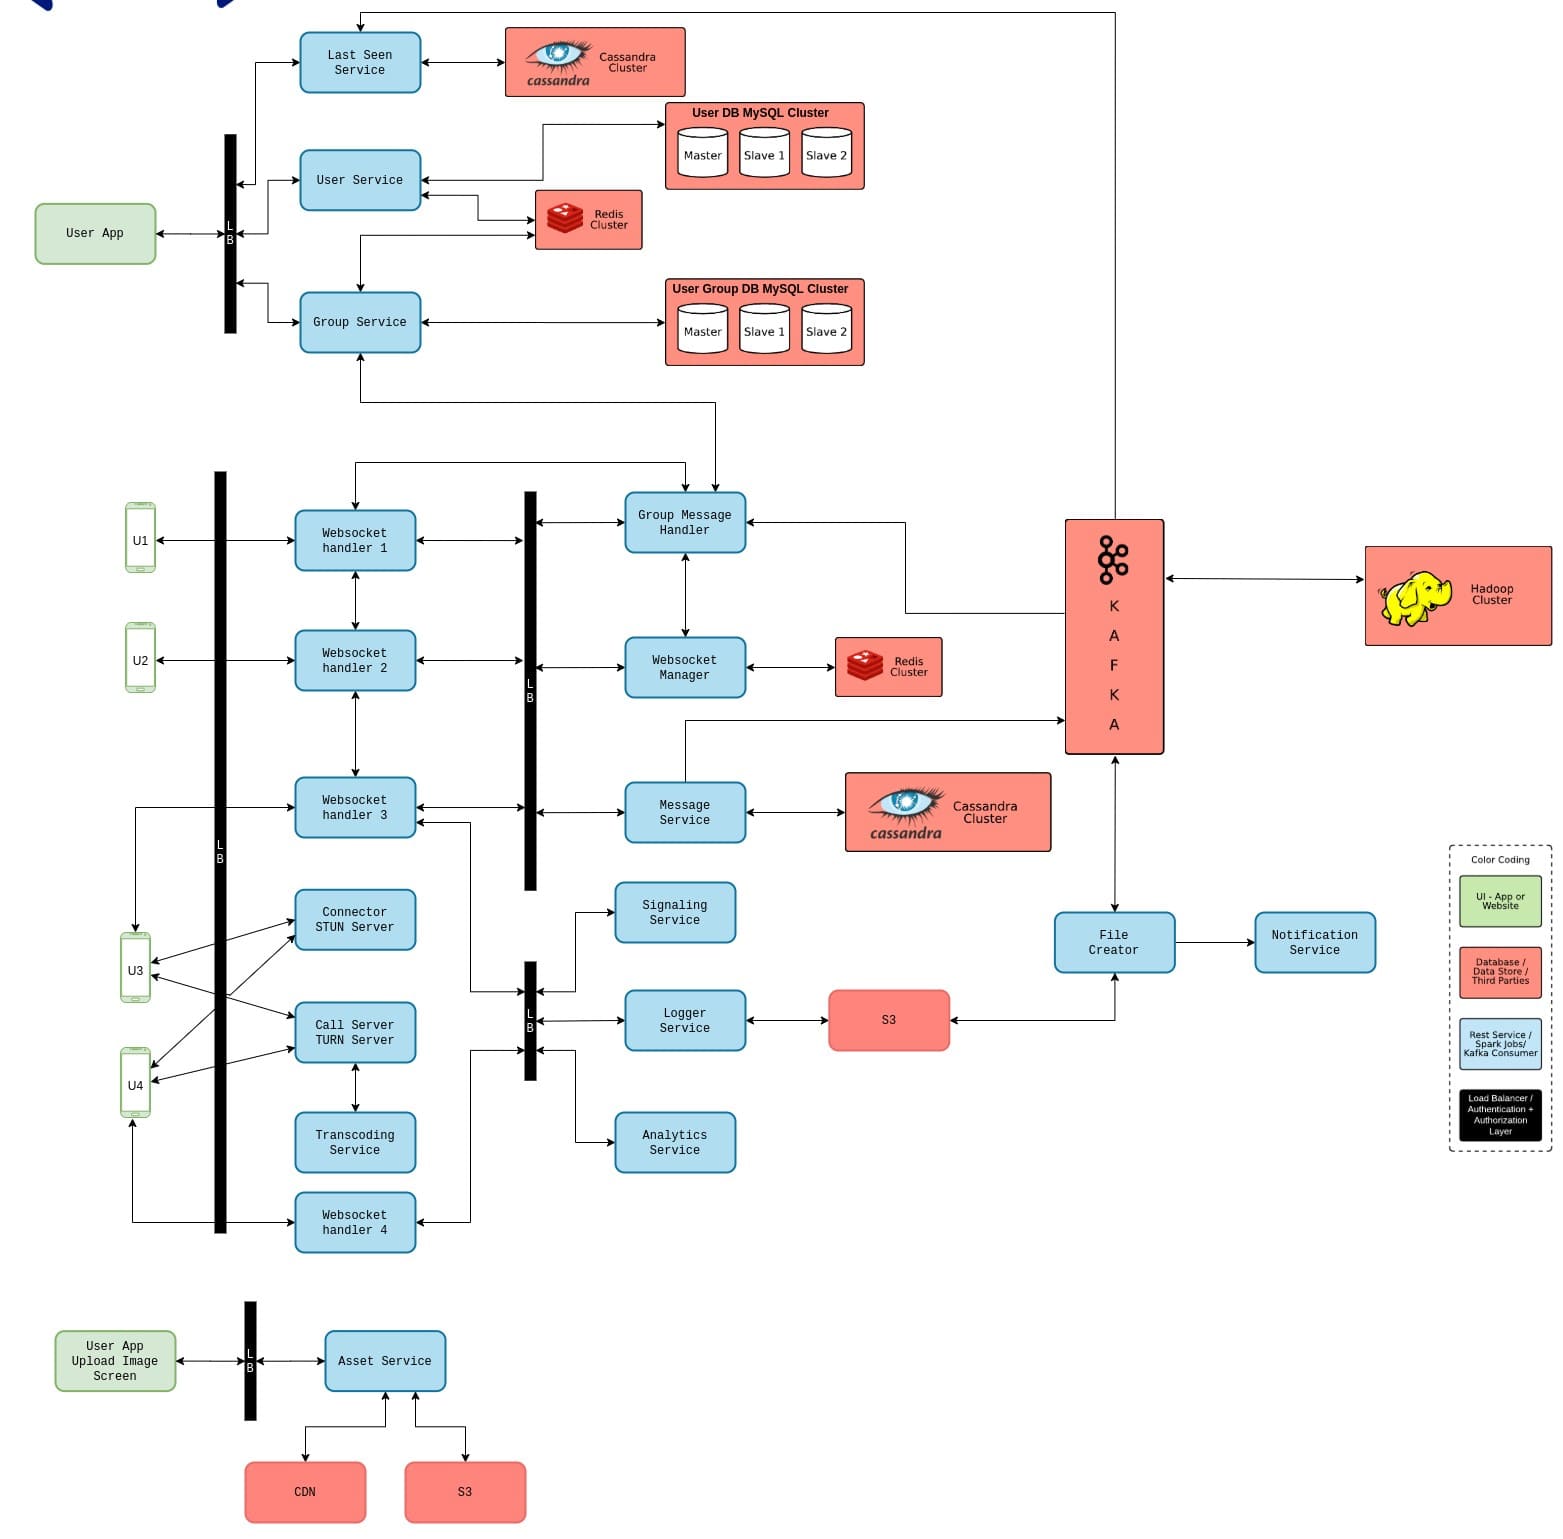 Last Seen
Service
cassandra
Cassandra
Cluster
User DB MySQL Cluster
Master
Slave 1
Slave 2
User Service
Redis
Cluster
User App
L
B
Group Service
User Group DB MySQL Cluster
Master
Slave 1
Slave 2
U1
Websocket
handler 1
Group Message
Handler
U2
Websocket
handler 2
L
B
Websocket
Manager
Redis
Cluster
K
A
F
K
A
Hadoop
Cluster
Websocket
handler 3
Message
Service
cassandra
Cassandra
Cluster
L
B
Connector
STUN Server
Signaling
Service
File
Creator
Notification
Service
U3
Call Server
TURN Server
L
B
Logger
Service
S3
U4
Transcoding
Service
Analytics
Service
Websocket
handler 4
Color Coding
UI - App or
Website
Database /
Data Store /
Third Parties
Rest Service /
Spark Jobs/
Kafka Consumer
Load Balancer /
Authentication +
Authorization
Layer
User App
Upload Image
Screen
L
B
Asset Service
CDN
S3